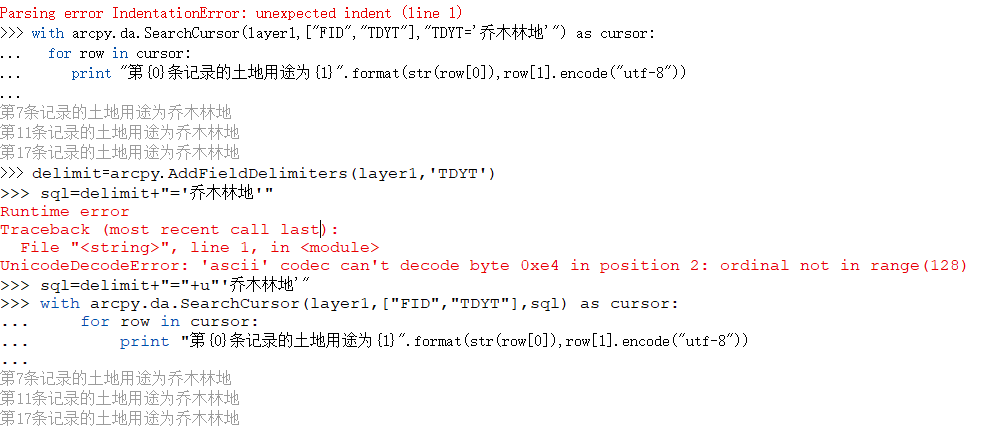 Parsing error IndentationError: unexpected indent (line 1)
>>> with arcpy.da.SearchCursor(layer1,["FID","TDYT"],"TDYT='乔木林地'") as cursor:
...   for row in cursor:
...      print "第{0}条记录的土地用途为{1}".format(str(row[0]),row[1].encode("utf-8"))
...
第7条记录的土地用途为乔木林地
第11条记录的土地用途为乔木林地
第17条记录的土地用途为乔木林地
>>> delimit=arcpy.AddFieldDelimiters(layer1,'TDYT')
>>> sql=delimit+"='乔木林地'"
Runtime error
Traceback (most recent call last):
  File "<string>", line 1, in <module>
UnicodeDecodeError: 'ascii' codec can't decode byte 0xe4 in position 2: ordinal not in range(128)
>>> sql=delimit+"="+u"'乔木林地'"
>>> with arcpy.da.SearchCursor(layer1,["FID","TDYT"],sql) as cursor:
...     for row in cursor:
...         print "第{0}条记录的土地用途为{1}".format(str(row[0]),row[1].encode("utf-8"))
...
第7条记录的土地用途为乔木林地
第11条记录的土地用途为乔木林地
第17条记录的土地用途为乔木林地